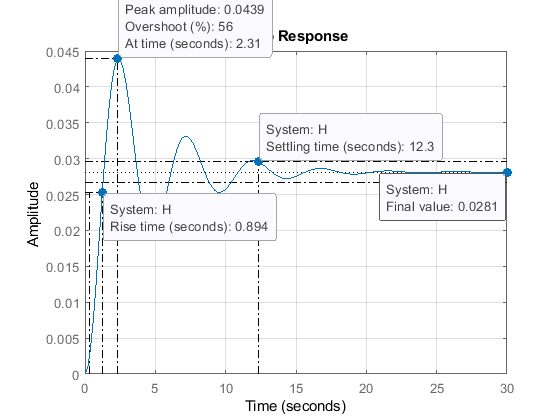 Peak amplitude: 0.0439
Overshoot (%): 56
At time (seconds): 2.31
Response
0.045
0.04
0.035
0.03
0.025
0.02
0.015
0.01
0.005
0
Amplitude
System: H
Settling time (seconds): 12.3
System: H
Final value: 0.0281
System: H
Rise time (seconds): 0.894
0
5
10
15
20
25
30
Time (seconds)